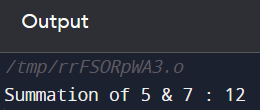 Output
/tmp/rrFSORpWA3.o
Summation of 5 & 7 : 12